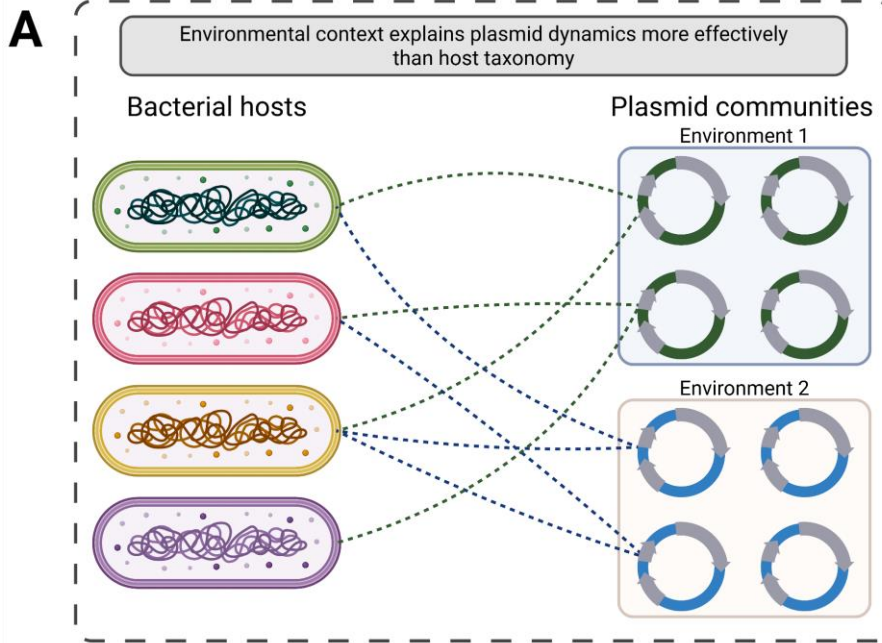 A
Environmental context explains plasmid dynamics more effectively
than host taxonomy
Bacterial hosts
Plasmid communities
Environment 1
Environment 2